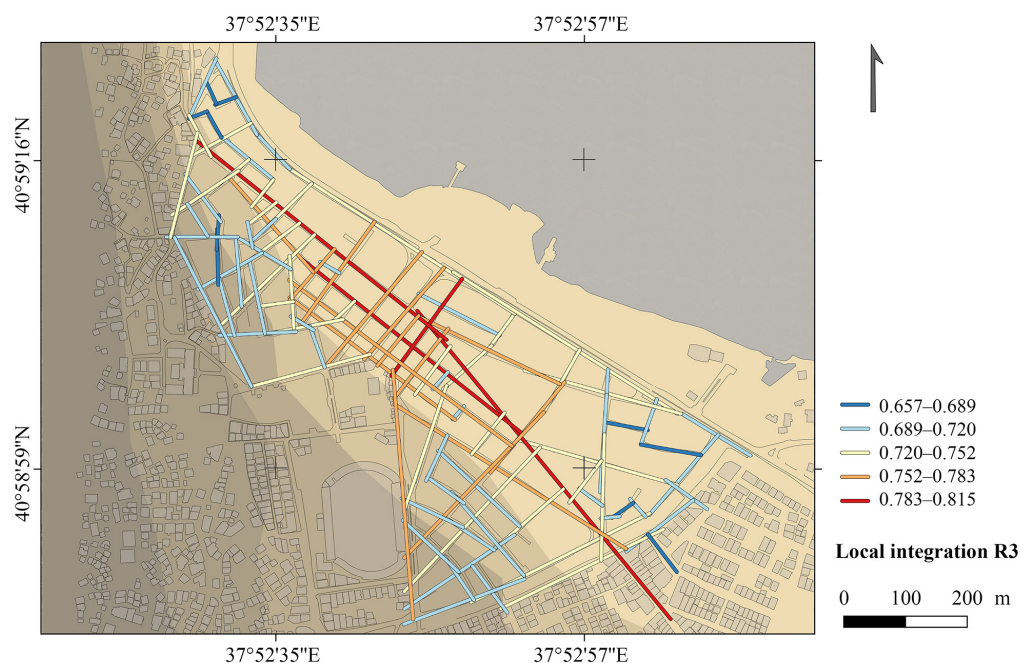 37°52'35"E 37°52'57"E
40°59'16"N
40°58'59"N
0.657–0.689
0.689–0.720
0.720–0.752
0.752–0.783
0.783–0.815
Local integration R3
0 100 200 m
37°52'35"E 37°52'57"E